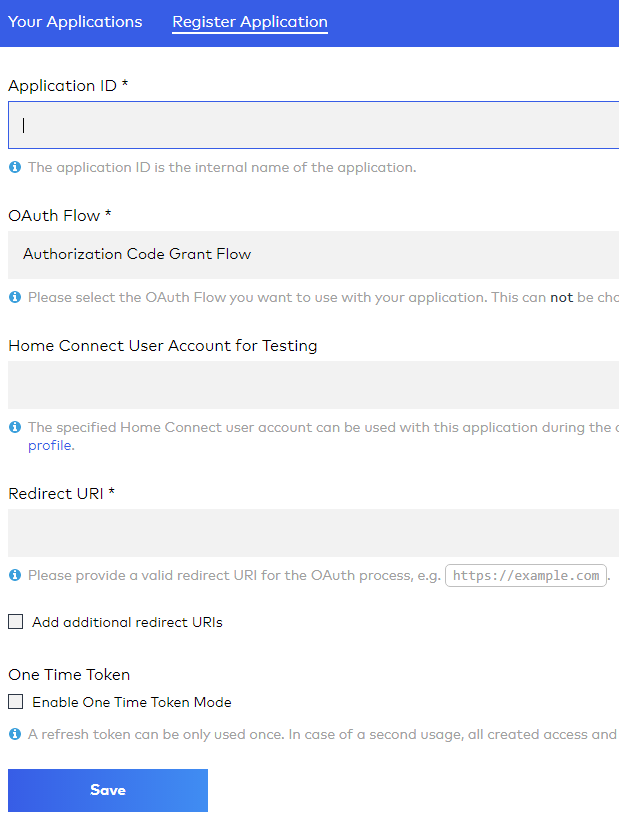 Your Applications Register Application
Application ID *
The application ID is the internal name of the application.
OAuth Flow *
Authorization Code Grant Flow
Please select the OAuth Flow you want to use with your application. This can not be
Home Connect User Account for Testing
The specified Home Connect user account can be used with this application during the
profile.
Redirect URI *
Please provide a valid redirect URI for the OAuth process, e.g. https://example.com .
Add additional redirect URIs
One Time Token
Enable One Time Token Mode
A refresh token can be only used once. In case of a second usage, all created access and
Save